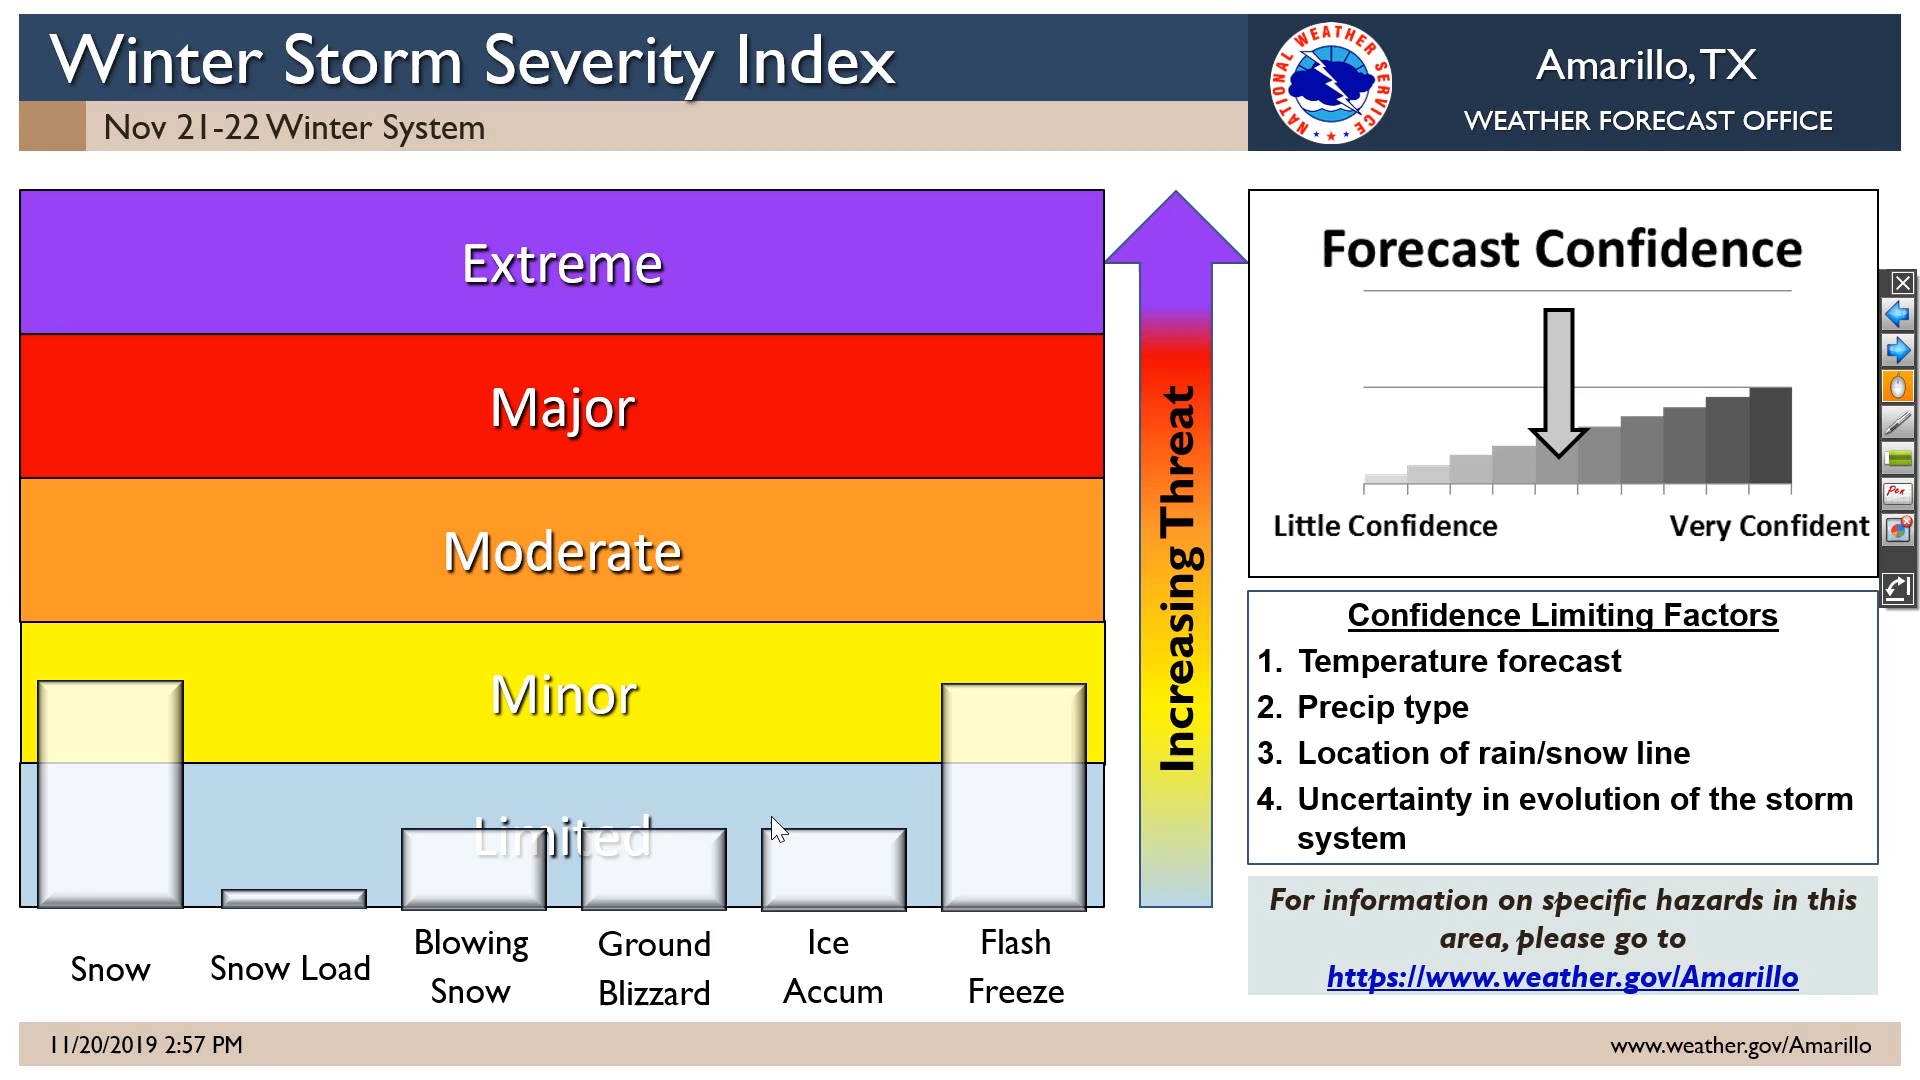 Winter Storm Severity Index
Nov 21-22 Winter System
NATIONAL WEATHER SERVICE
Amarillo, TX
WEATHER FORECAST OFFICE
Extreme
Major
Moderate
Minor
Limited
Increasing Threat
Snow
Snow Load
Blowing
Snow
Ground
Blizzard
Ice
Accum
Flash
Freeze
Forecast Confidence
Little Confidence
Very Confident
Pen
Confidence Limiting Factors
1. Temperature forecast
2. Precip type
3. Location of rain/snow line
4. Uncertainty in evolution of the storm
system
For information on specific hazards in this
area, please go to
https://www.weather.gov/Amarillo
11/20/2019 2:57 PM
www.weather.gov/Amarillo